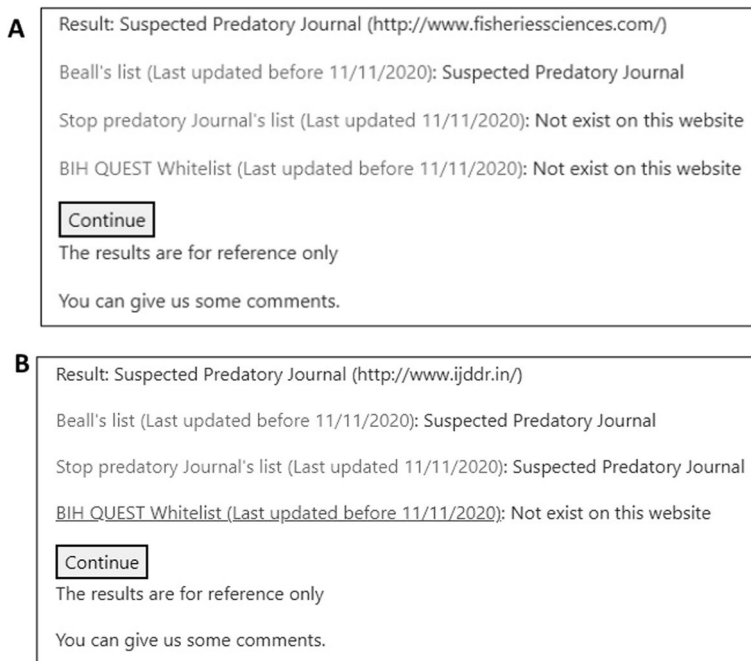 A
Result: Suspected Predatory Journal (http://www.fisheriessciences.com/)
Beall's list (Last updated before 11/11/2020): Suspected Predatory Journal
Stop predatory Journal's list (Last updated 11/11/2020): Not exist on this website
BIH QUEST Whitelist (Last updated before 11/11/2020): Not exist on this website
Continue
The results are for reference only
You can give us some comments.
B
Result: Suspected Predatory Journal (http://www.ijddr.in/)
Beall's list (Last updated before 11/11/2020): Suspected Predatory Journal
Stop predatory Journal's list (Last updated 11/11/2020): Suspected Predatory Journal
BIH QUEST Whitelist (Last updated before 11/11/2020): Not exist on this website
Continue
The results are for reference only
You can give us some comments.